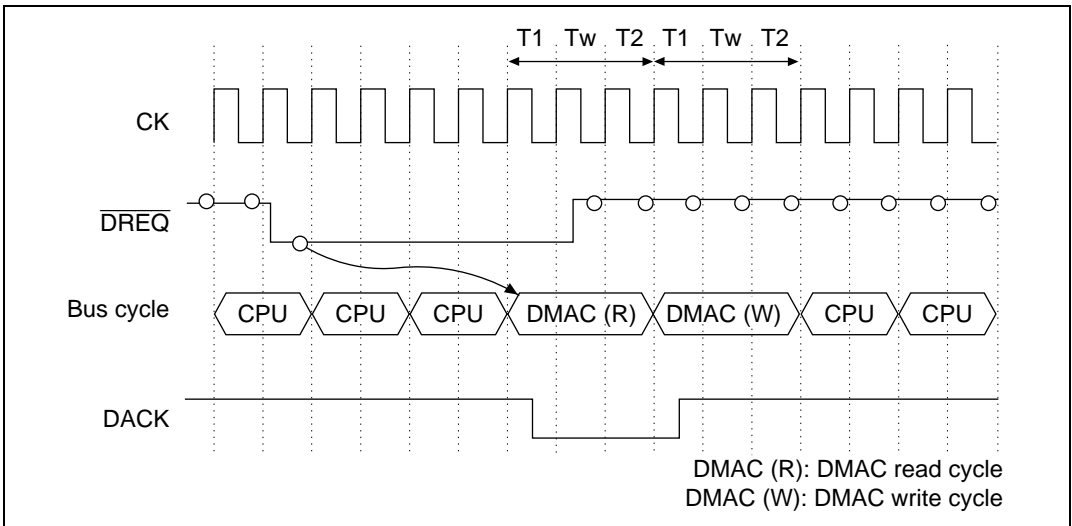 T1 Tw T2 T1 Tw T2
CK
DREQ
Bus cycle CPU CPU CPU DMAC (R) DMAC (W) CPU CPU
DACK
DMAC (R): DMAC read cycle
DMAC (W): DMAC write cycle